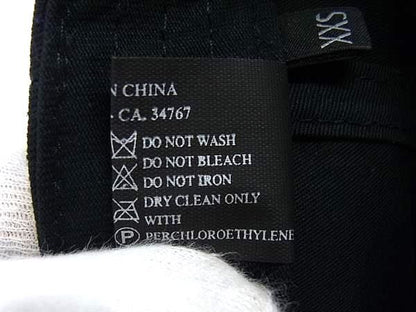 XXS
N CHINA
- CA. 34767
DO NOT WASH
DO NOT BLEACH
DO NOT IRON
DRY CLEAN ONLY
WITH
P PERCHLOROETHYLENE